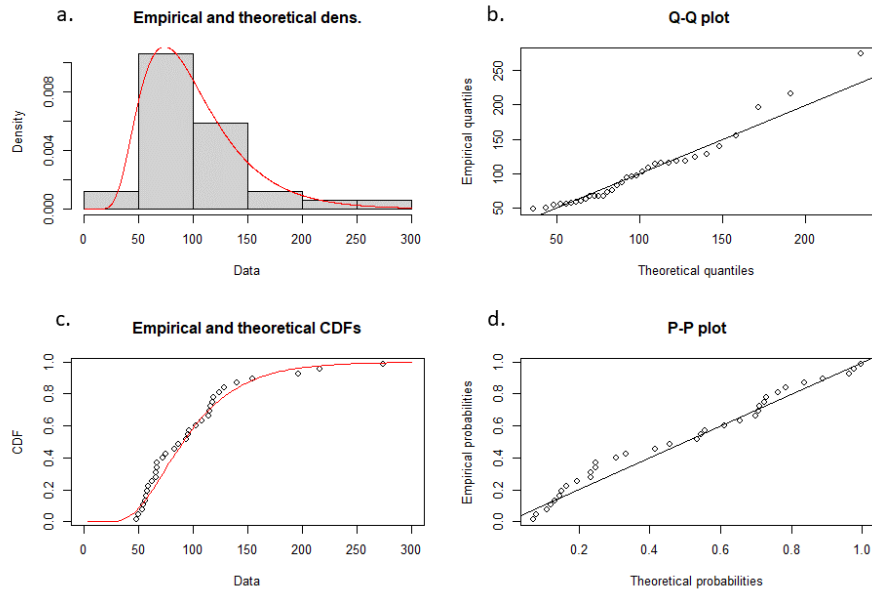 a.
Empirical and theoretical dens.
Density
0.000 0.004 0.008
0 50 100 150 200 250 300
Data
b.
Q-Q plot
Empirical quantiles
50 100 150 200 250
50 100 150 200
Theoretical quantiles
c.
Empirical and theoretical CDFs
CDF
0.0 0.2 0.4 0.6 0.8 1.0
0 50 100 150 200 250 300
Data
d.
P-P plot
Empirical probabilities
0.0 0.2 0.4 0.6 0.8 1.0
0.2 0.4 0.6 0.8 1.0
Theoretical probabilities